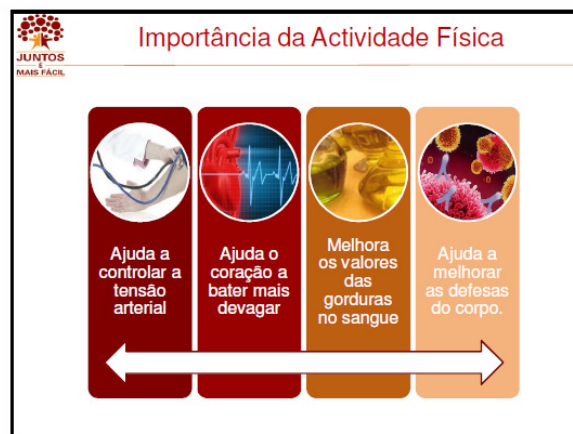 JUNTOS
É
MAIS FÁCIL
Importância da Actividade Física
Ajuda a
controlar a
tensão
arterial
Ajuda o
coração a
bater mais
devagar
Melhora
os valores
das
gorduras
no sangue
Ajuda a
melhorar
as defesas
do corpo.